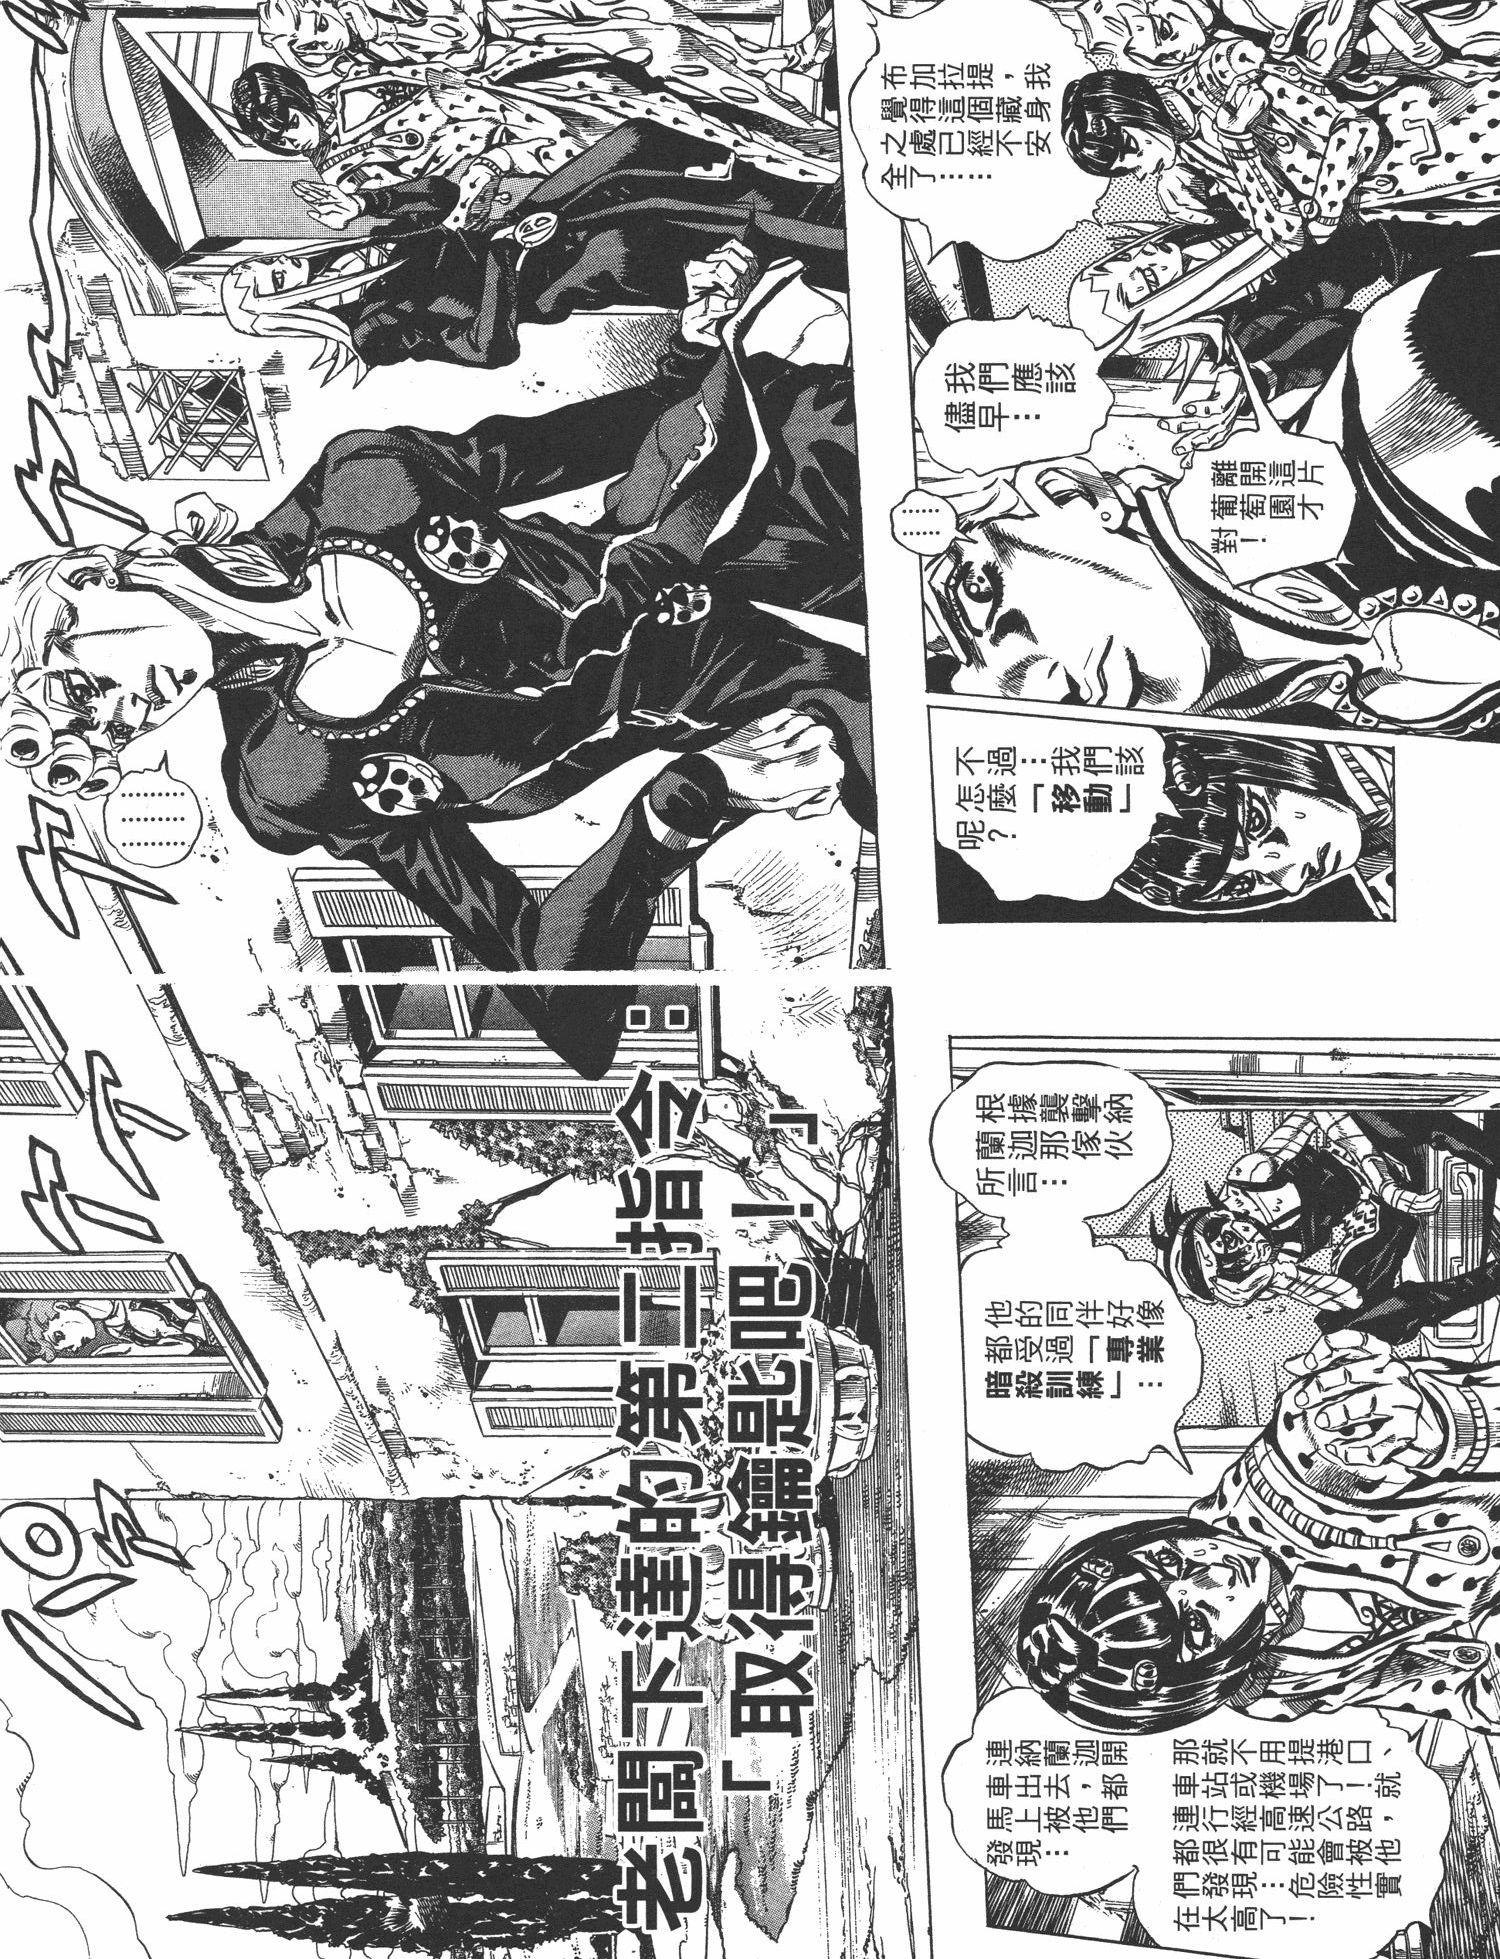 老闆下達的第二指令：
「取得鑰匙吧！」
…………
布加拉提，我
覺得這個藏身
之處已經不安
全了……
我們應該
儘早…
離開這片
葡萄園才
對！
……
不過…我們該
怎麼「移動」
呢？
根據襲擊納
蘭迦那傢伙
所言…
他的同伴好像
都受過「專業
暗殺訓練」…
連納蘭迦開
車出去，都
馬上被他們
發現…
那就不用提港口、
車站或機場了！就
連行經高速公路，
都很有可能會被他
們發現…危險性實
在太高了！